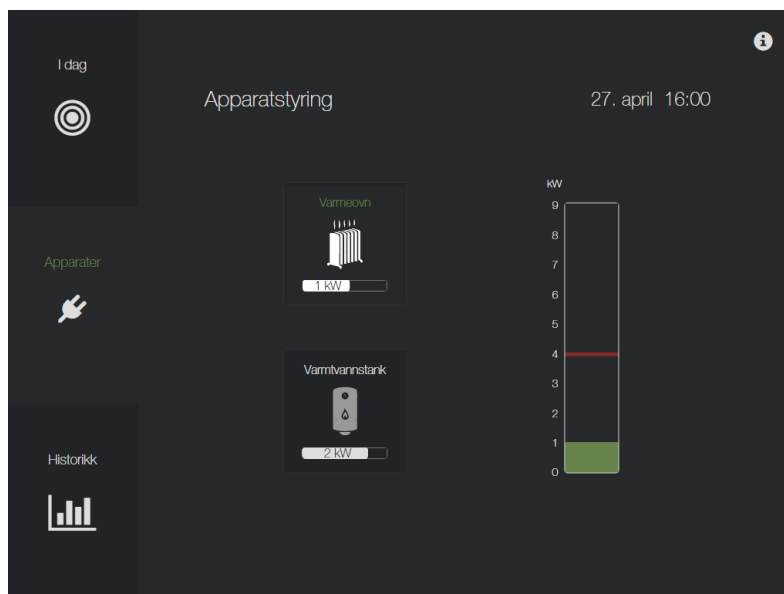 I dag
Apparatstyring
27. april 16:00
Apparater
Varmeovn
1 kW
Varmtvannstank
2 kW
kW
9
8
7
6
5
4
3
2
1
0
Historikk